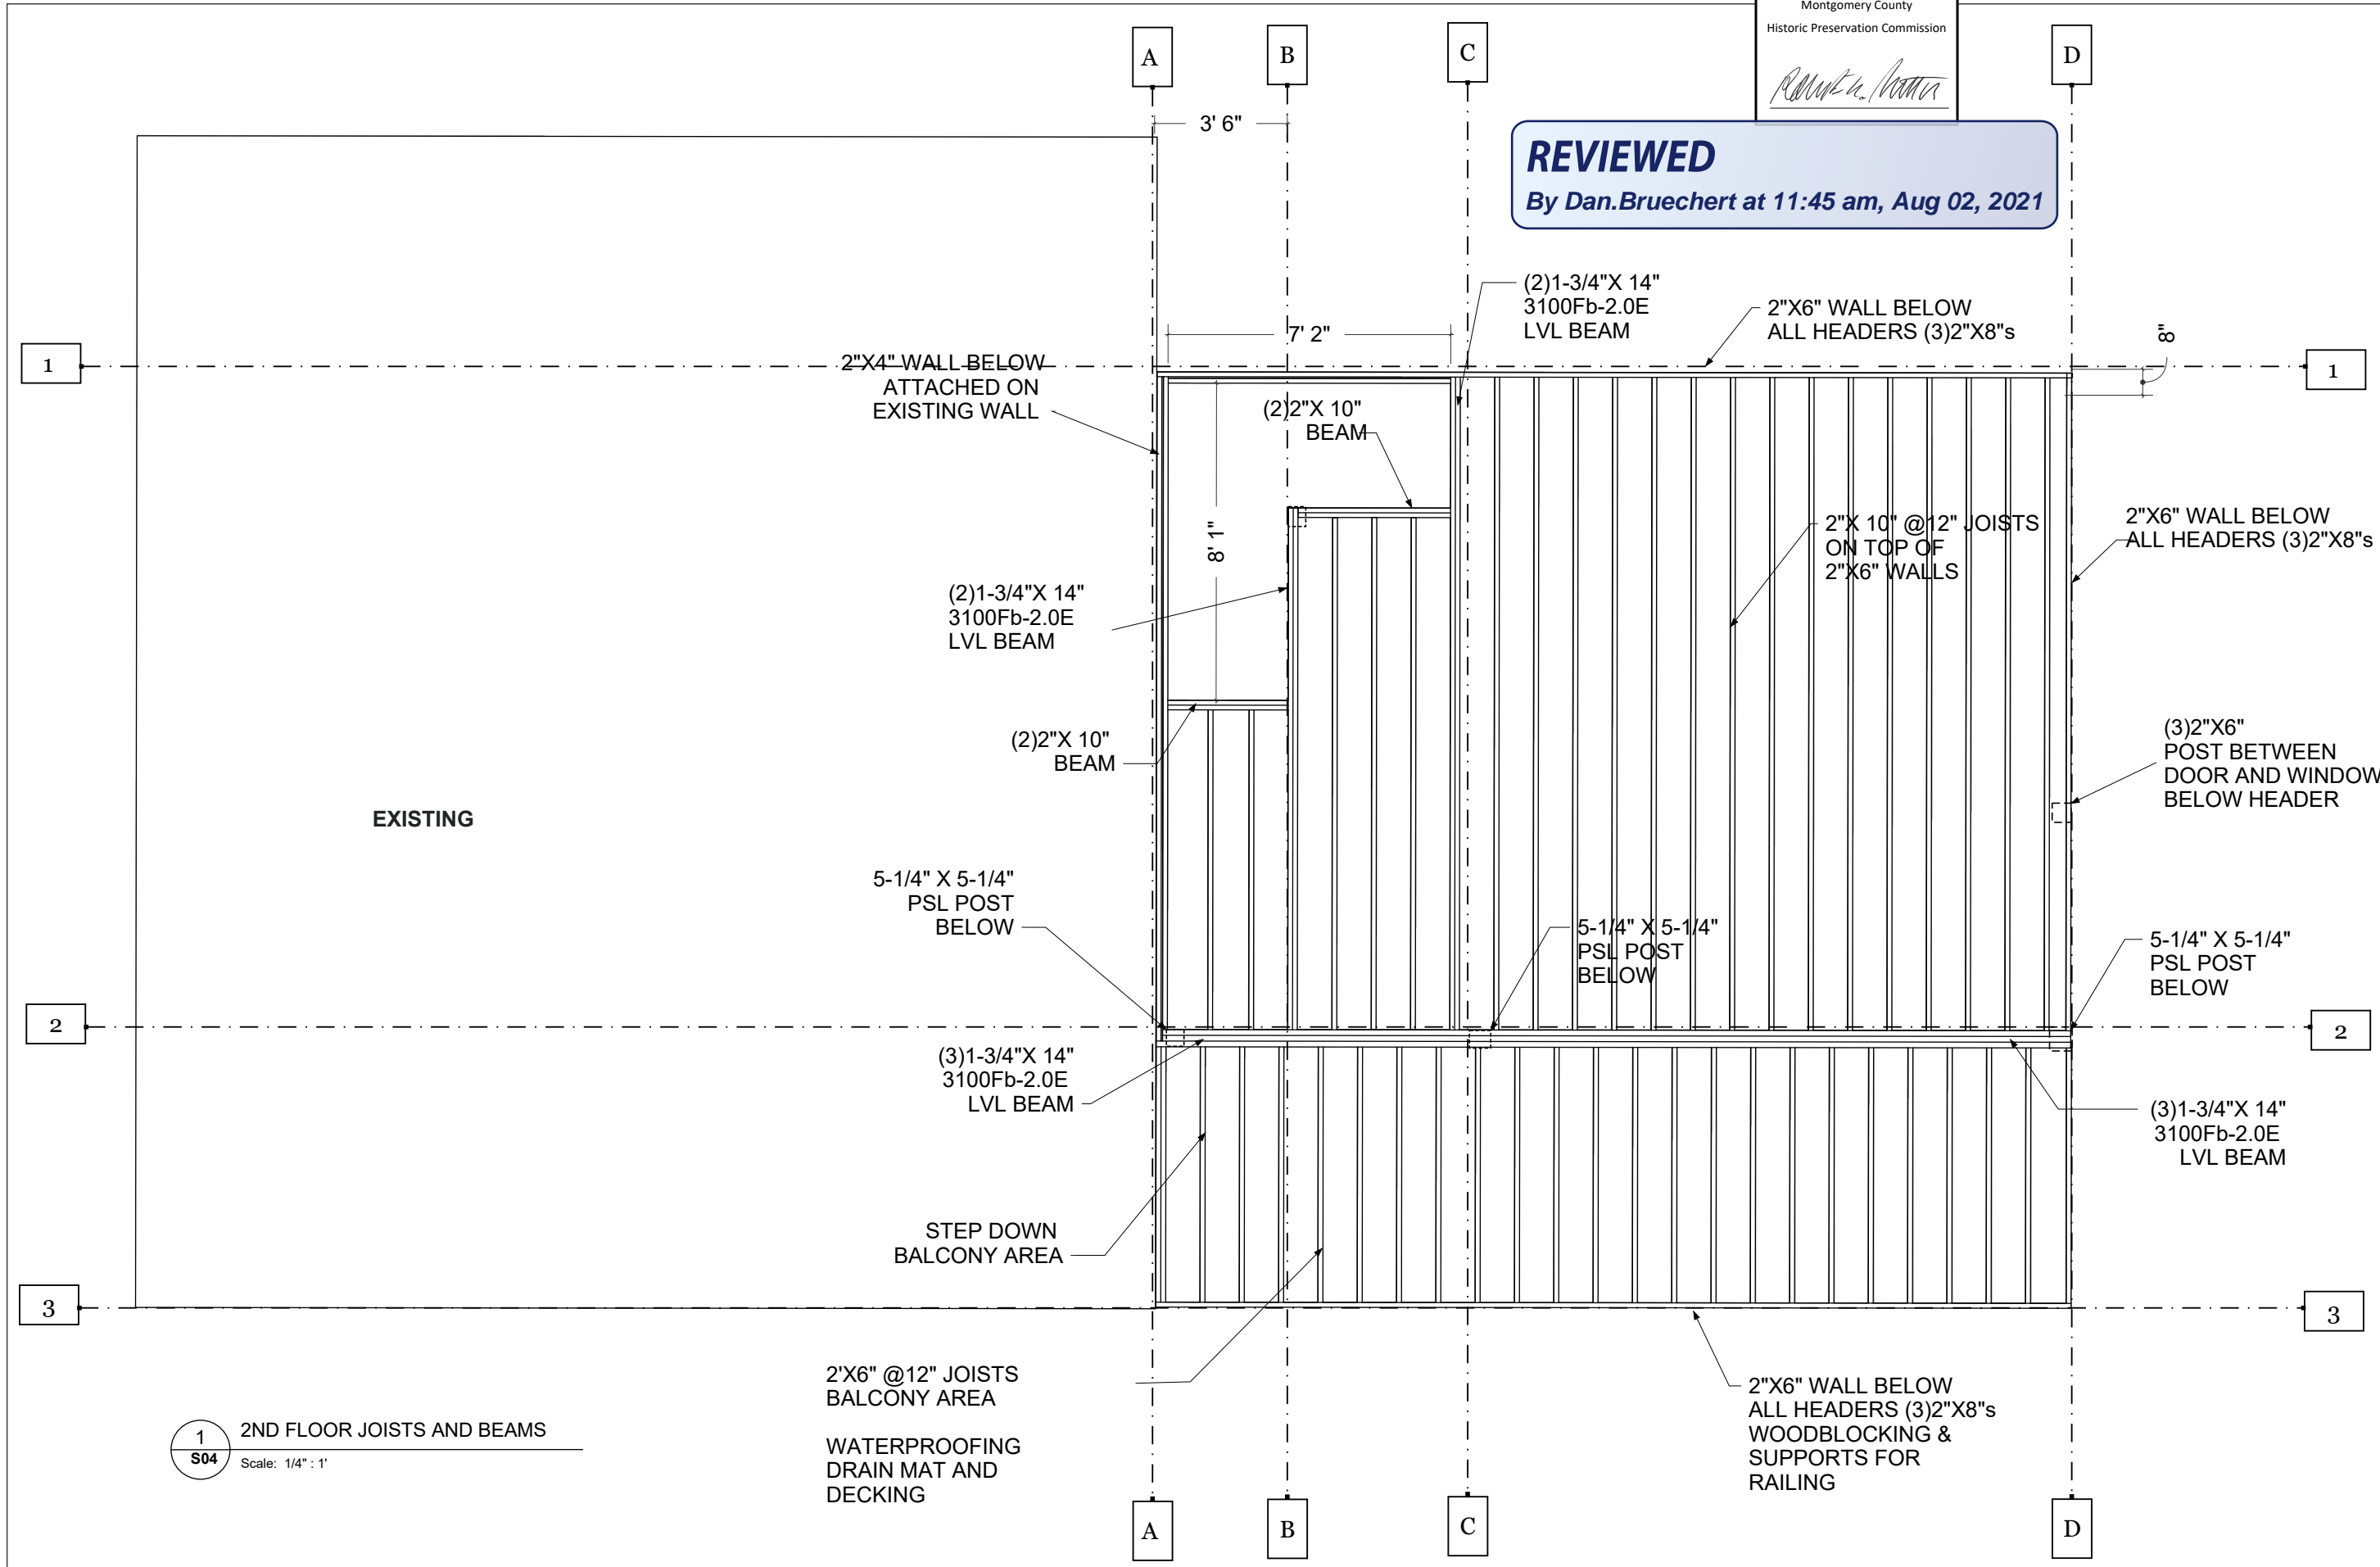 Montgomery County
Historic Preservation Commission
A
B
C
D
3' 6"
REVIEWED
By Dan.Bruechert at 11:45 am, Aug 02, 2021
(2)1-3/4"X 14"
3100Fb-2.0E
LVL BEAM
2"X6" WALL BELOW
ALL HEADERS (3)2"X8"s
8"
7' 2"
1
1
2"X4" WALL BELOW
ATTACHED ON
EXISTING WALL
(2)2"X 10"
BEAM
8' 1"
2"X 10" @12" JOISTS
ON TOP OF
2"X6" WALLS
2"X6" WALL BELOW
ALL HEADERS (3)2"X8"s
(2)1-3/4"X 14"
3100Fb-2.0E
LVL BEAM
(2)2"X 10"
BEAM
(3)2"X6"
POST BETWEEN
DOOR AND WINDOW
BELOW HEADER
EXISTING
5-1/4" X 5-1/4"
PSL POST
BELOW
5-1/4" X 5-1/4"
PSL POST
BELOW
5-1/4" X 5-1/4"
PSL POST
BELOW
2
2
(3)1-3/4"X 14"
3100Fb-2.0E
LVL BEAM
(3)1-3/4"X 14"
3100Fb-2.0E
LVL BEAM
STEP DOWN
BALCONY AREA
3
3
2'X6" @12" JOISTS
BALCONY AREA
WATERPROOFING
DRAIN MAT AND
DECKING
2"X6" WALL BELOW
ALL HEADERS (3)2"X8"s
WOODBLOCKING &
SUPPORTS FOR
RAILING
1
S04
2ND FLOOR JOISTS AND BEAMS
Scale: 1/4" : 1'
A
B
C
D